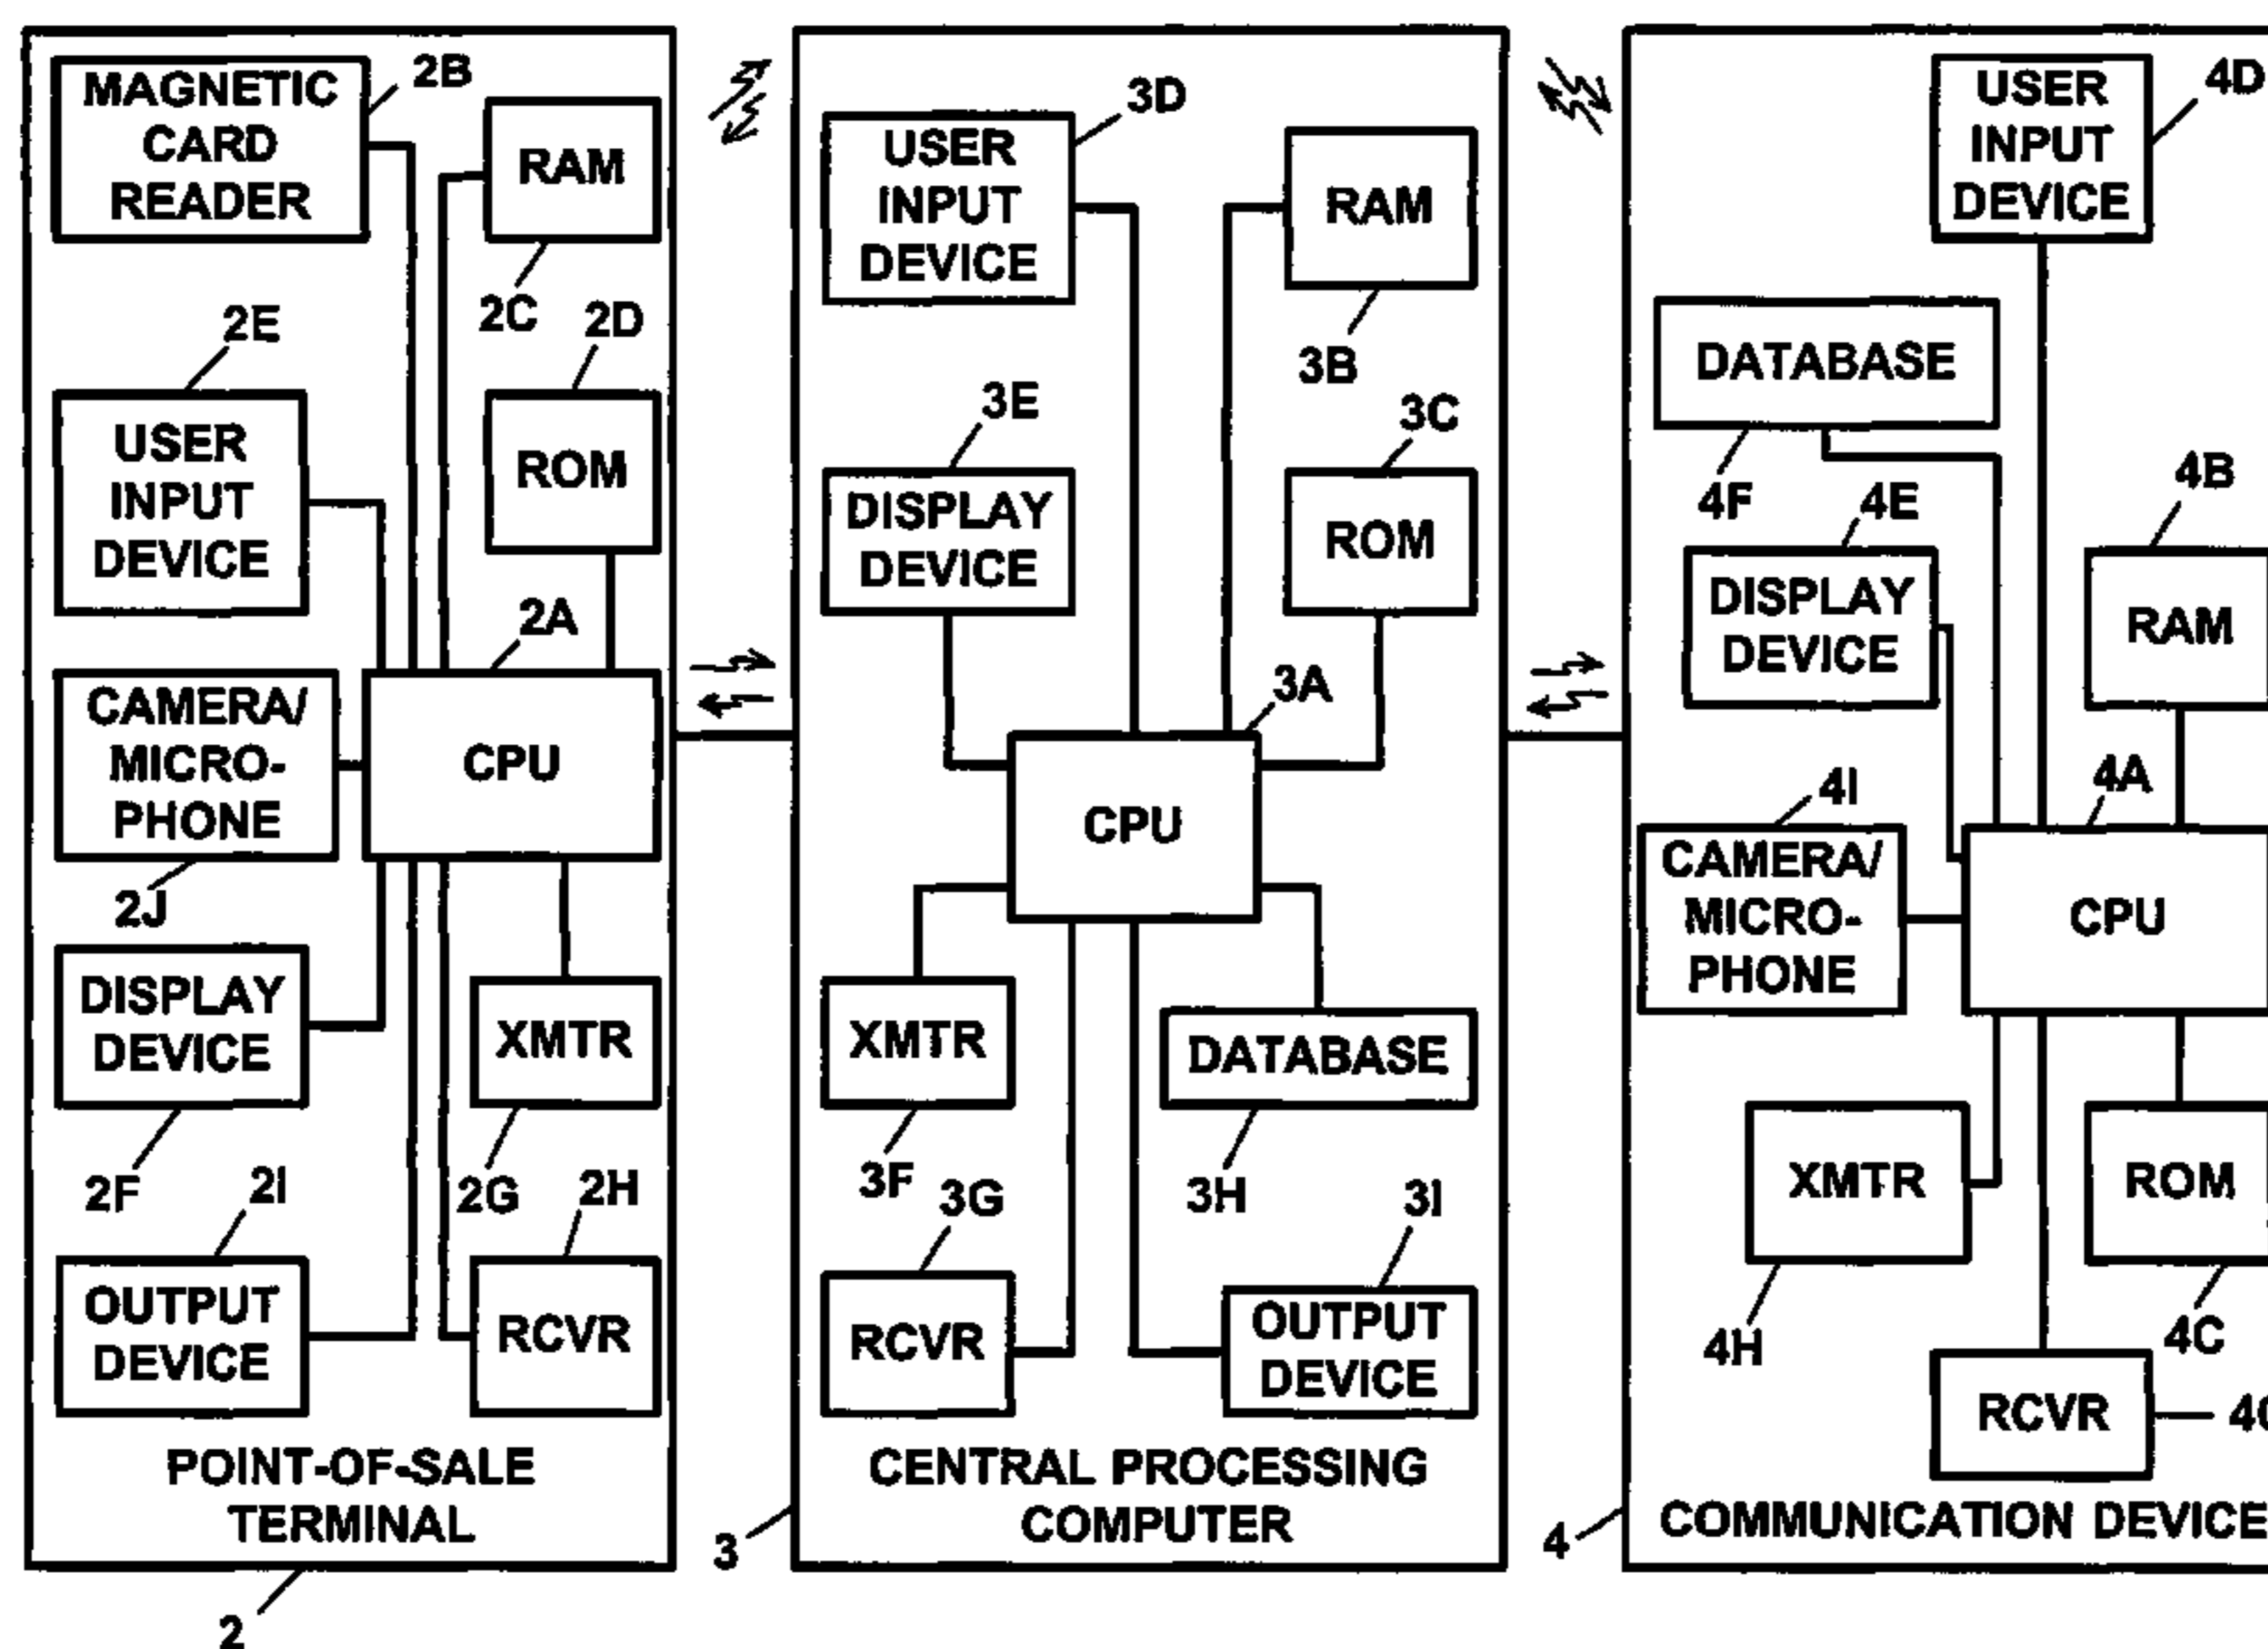 MAGNETIC
CARD
READER
2B
RAM
2C
2E
USER
INPUT
DEVICE
2D
ROM
2A
CAMERA/
MICRO-
PHONE
2J
CPU
DISPLAY
DEVICE
2F
XMTR
2G
2I
OUTPUT
DEVICE
2H
RCVR
POINT-OF-SALE
TERMINAL
2
USER
INPUT
DEVICE
3D
RAM
3B
3E
DISPLAY
DEVICE
3C
ROM
3A
CPU
XMTR
3F
DATABASE
3H
3G
RCVR
3I
OUTPUT
DEVICE
CENTRAL PROCESSING
COMPUTER
3
USER
INPUT
DEVICE
4D
DATABASE
4F
4E
DISPLAY
DEVICE
4B
RAM
4I
CAMERA/
MICRO-
PHONE
4A
CPU
XMTR
4H
ROM
4C
RCVR
COMMUNICATION DEVICE
4